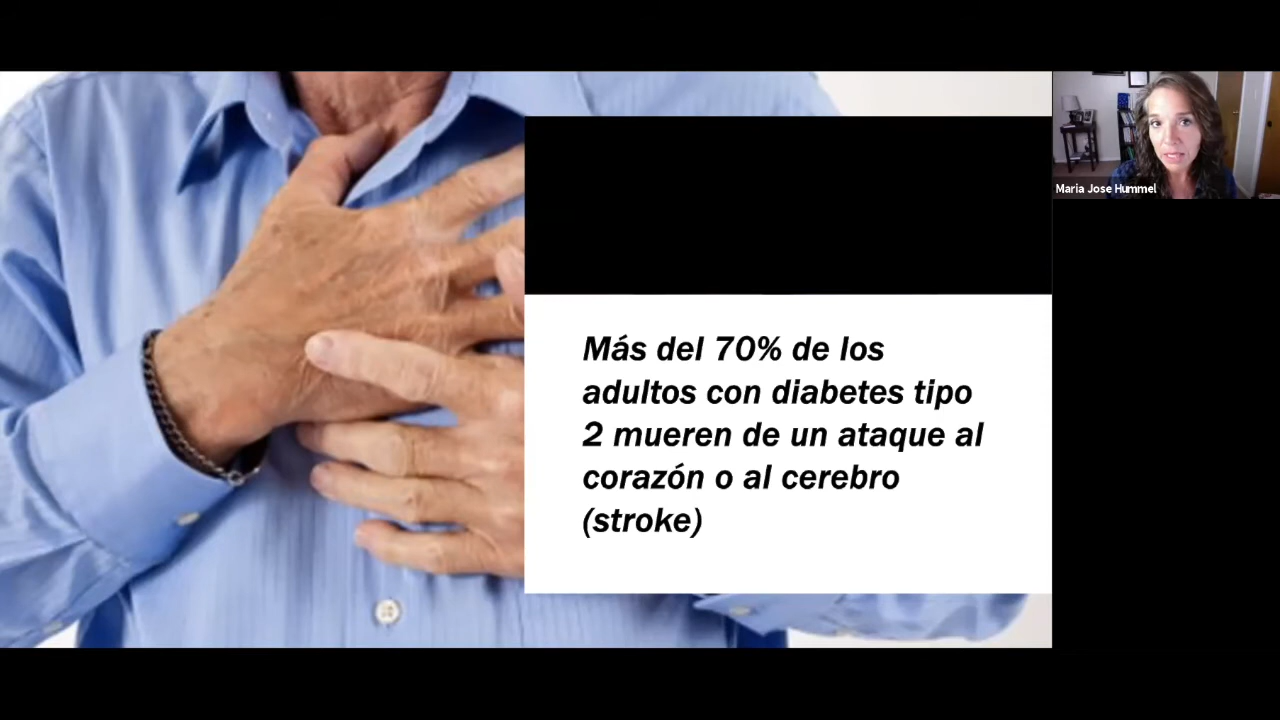 Maria Jose Hummel
Más del 70% de los
adultos con diabetes tipo
2 mueren de un ataque al
corazón o al cerebro
(stroke)